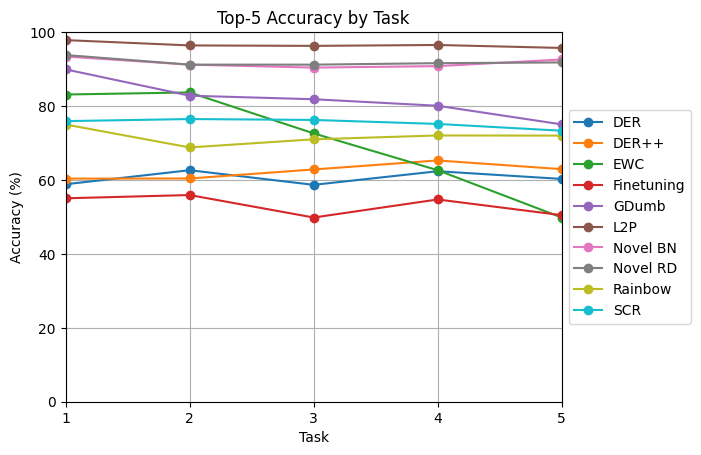 Top-5 Accuracy by Task
Accuracy (%)
100
80
60
40
20
0
1 2 3 4 5
Task
DER
DER++
EWC
Finetuning
GDumb
L2P
Novel BN
Novel RD
Rainbow
SCR